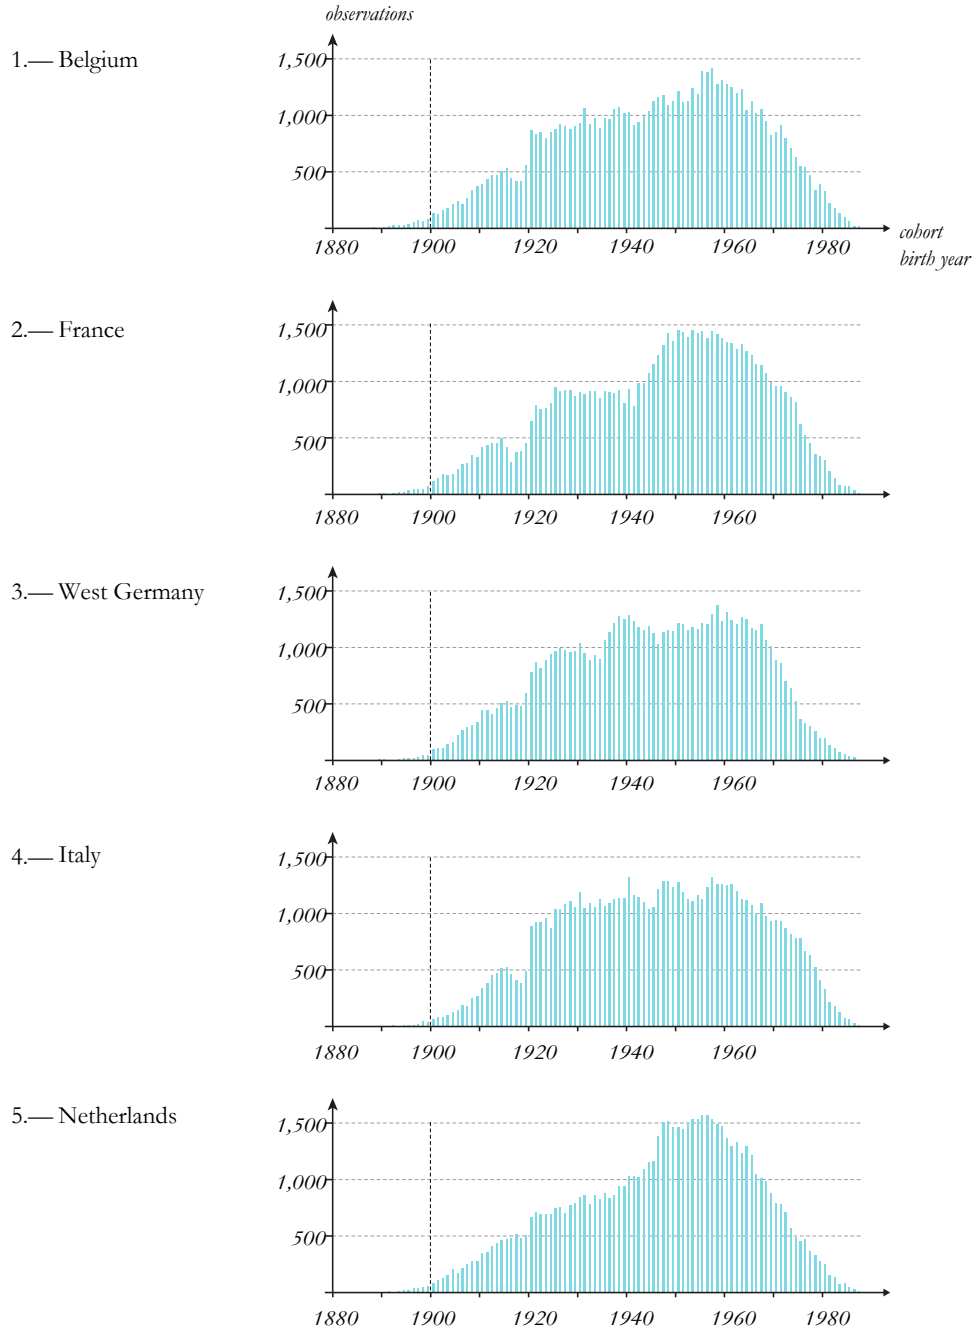 observations
1.— Belgium
1,500
1,000
500
1880 1900 1920 1940 1960 1980
cohort
birth year
2.— France
1,500
1,000
500
1880 1900 1920 1940 1960
3.— West Germany
1,500
1,000
500
1880 1900 1920 1940 1960
4.— Italy
1,500
1,000
500
1880 1900 1920 1940 1960
5.— Netherlands
1,500
1,000
500
1880 1900 1920 1940 1960 1980